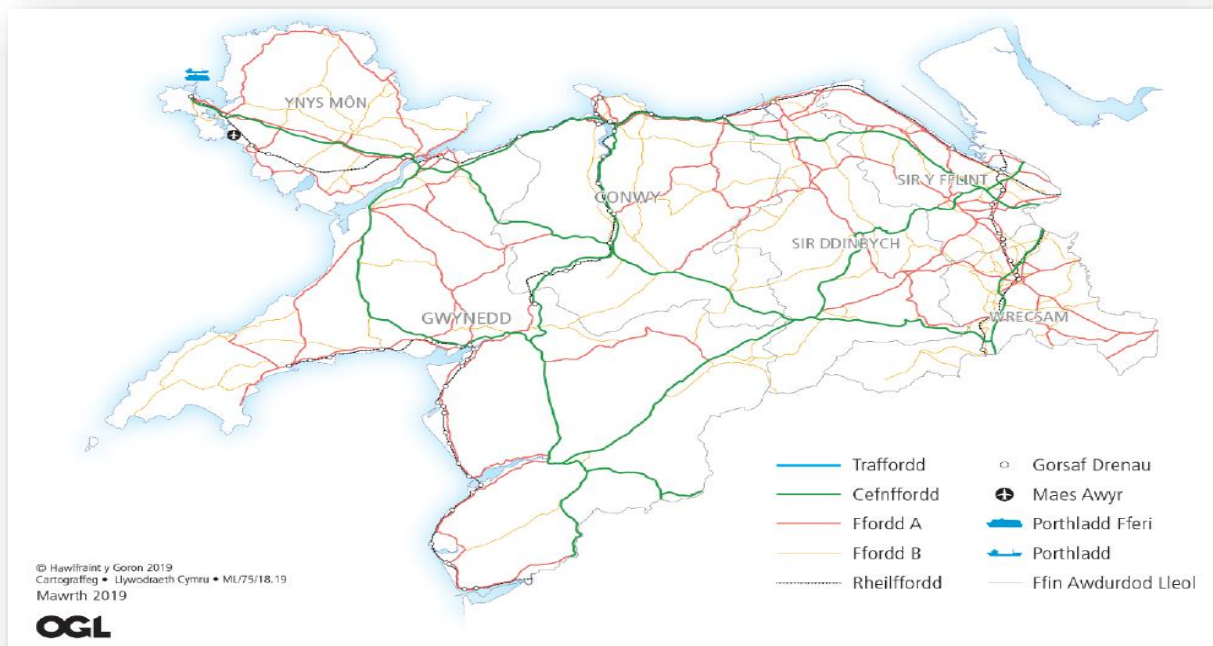 YNYS MÔN
CONWY
SIR Y FFLINT
SIR DDINBYCH
GWYNEDD
WRECSAM
Traffordd
Cefnffordd
Ffordd A
Ffordd B
Rheilffordd
Gorsaf Drenau
Maes Awyr
Porthladd Fferi
Porthladd
Ffin Awdurdod Lleol
© Hawlfraint y Goron 2019
Cartograffeg • Llywodraeth Cymru • ML/75/18.19
Mawrth 2019
OGL